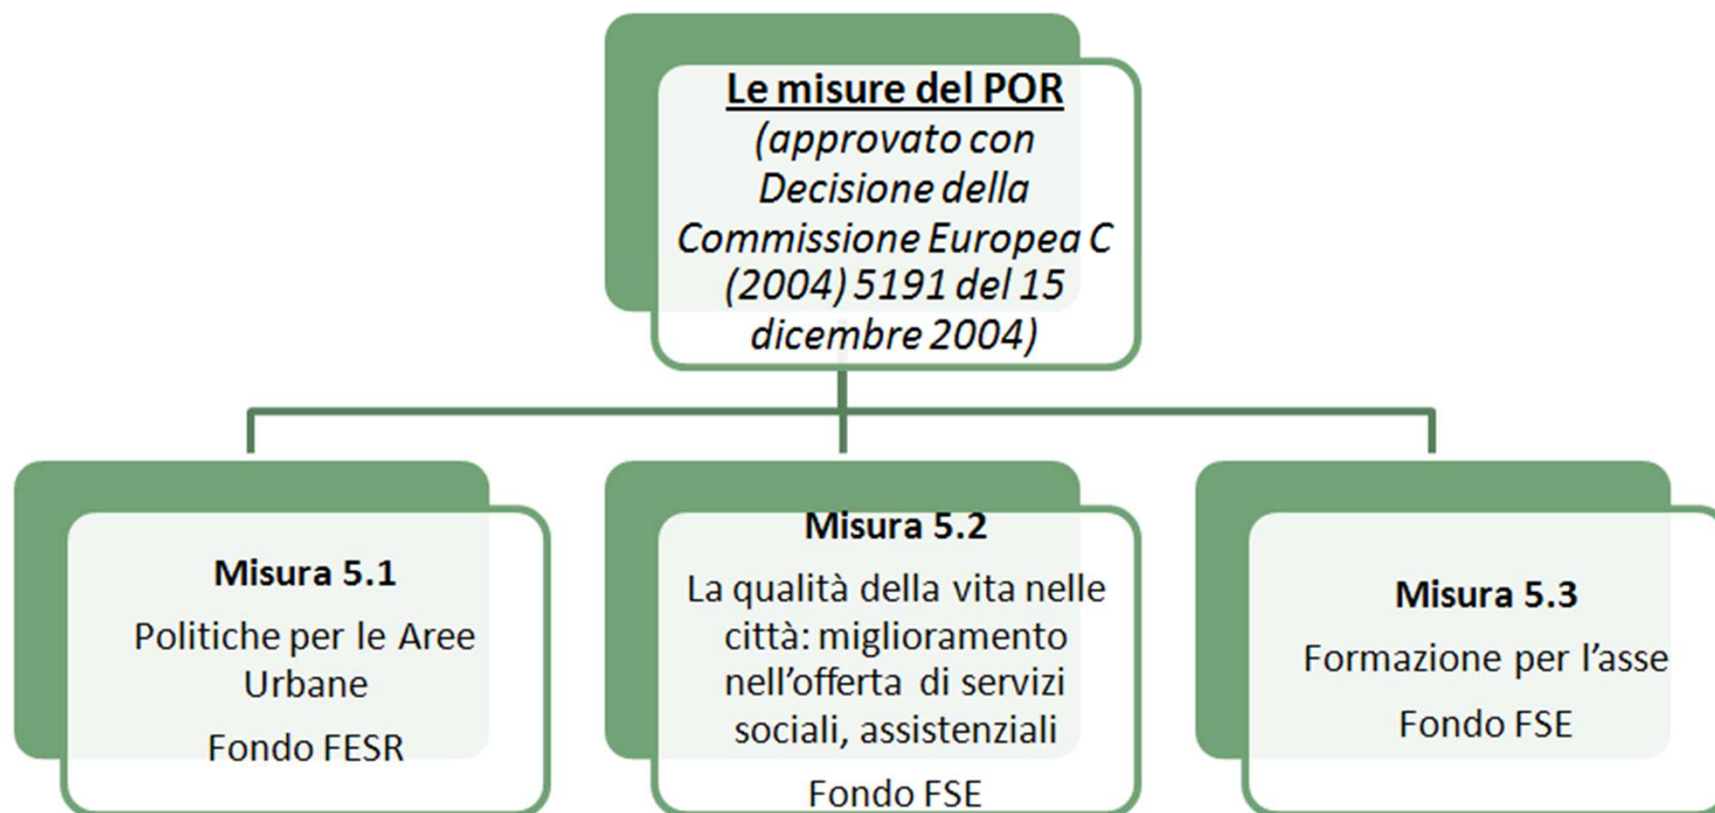 Le misure del POR
(approvato con
Decisione della
Commissione Europea C
(2004) 5191 del 15
dicembre 2004)
Misura 5.1
Politiche per le Aree
Urbane
Fondo FESR
Misura 5.2
La qualità della vita nelle
città: miglioramento
nell’offerta di servizi
sociali, assistenziali
Fondo FSE
Misura 5.3
Formazione per l’asse
Fondo FSE